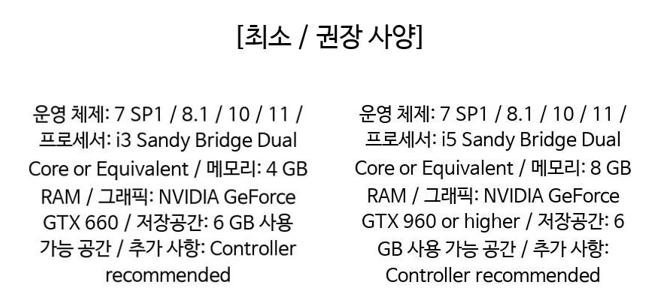 [최소 / 권장 사양]
운영 체제: 7 SP1 / 8.1 / 10 / 11 /
프로세서: i3 Sandy Bridge Dual
Core or Equivalent / 메모리: 4 GB
RAM / 그래픽: NVIDIA GeForce
GTX 660 / 저장공간: 6 GB 사용
가능 공간 / 추가 사항: Controller
recommended
운영 체제: 7 SP1 / 8.1 / 10 / 11 /
프로세서: i5 Sandy Bridge Dual
Core or Equivalent / 메모리: 8 GB
RAM / 그래픽: NVIDIA GeForce
GTX 960 or higher / 저장공간: 6
GB 사용 가능 공간 / 추가 사항:
Controller recommended